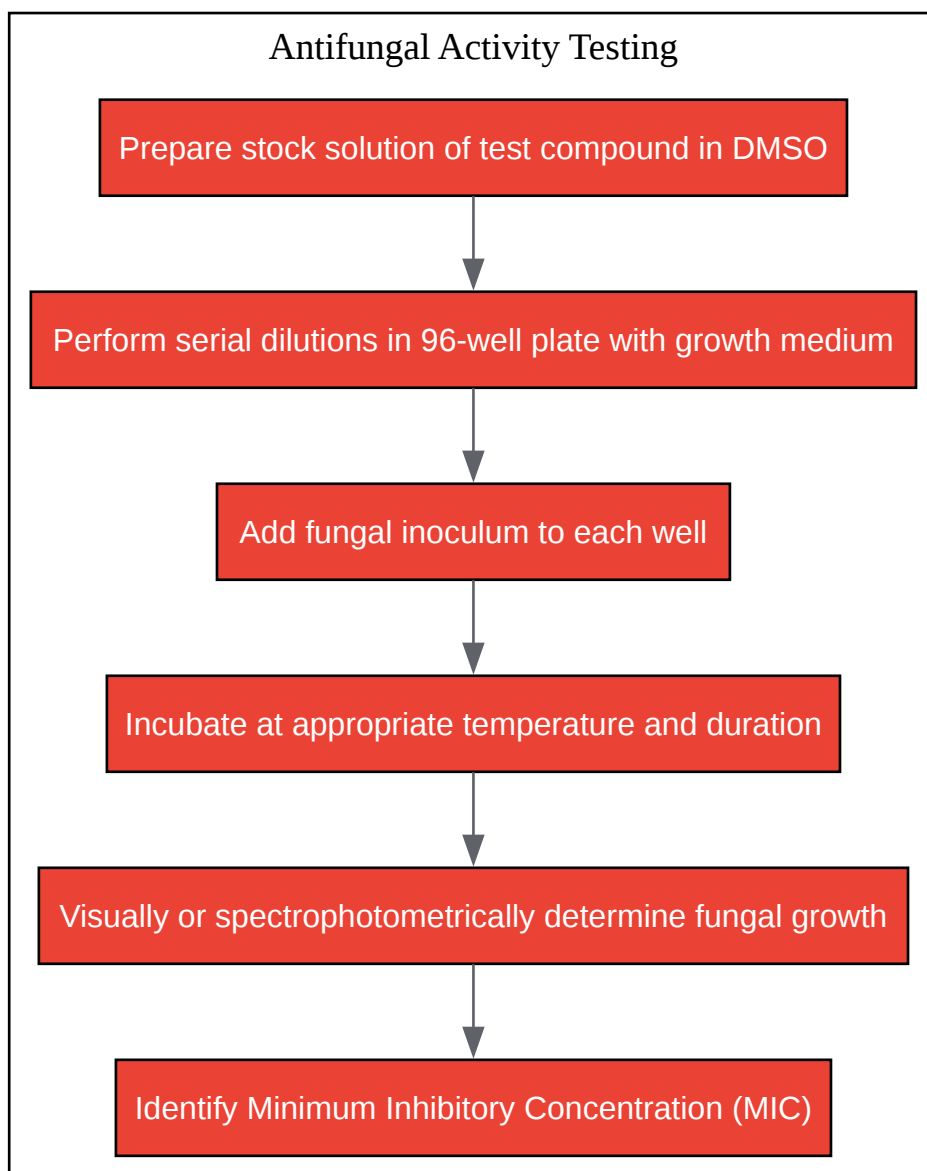 Antifungal Activity Testing
Prepare stock solution of test compound in DMSO
Perform serial dilutions in 96-well plate with growth medium
Add fungal inoculum to each well
Incubate at appropriate temperature and duration
Visually or spectrophotometrically determine fungal growth
Identify Minimum Inhibitory Concentration (MIC)